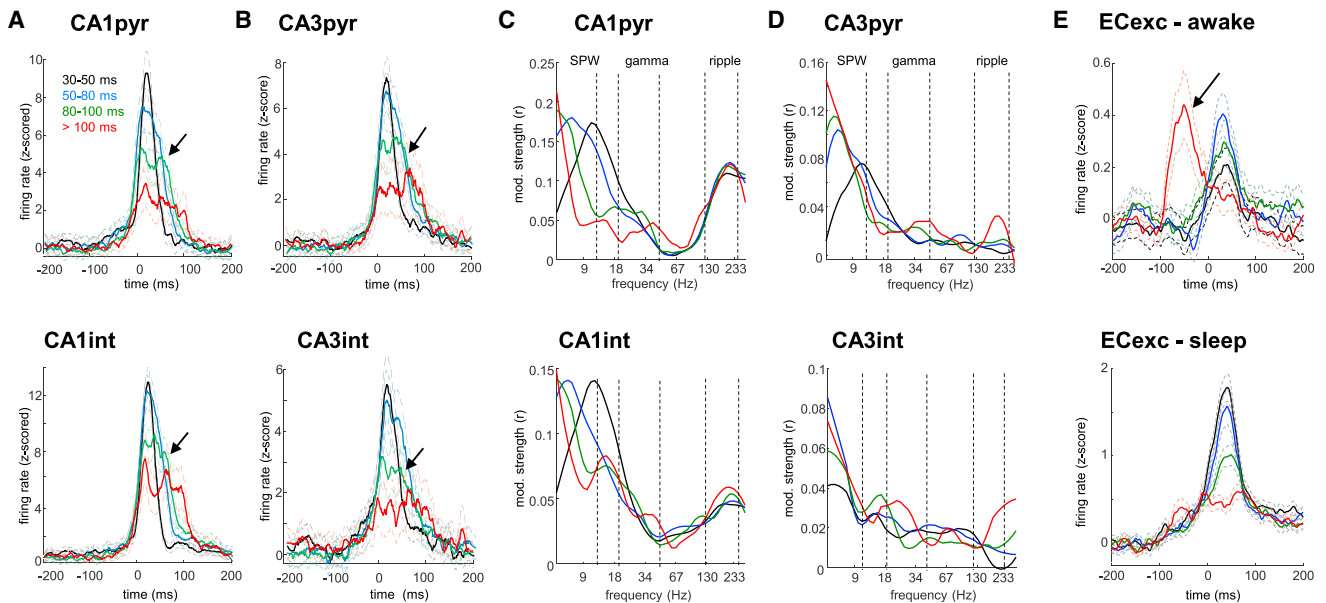 A CA1pyr
B CA3pyr
C CA1pyr
D CA3pyr
E ECexc - awake
30-50 ms
50-80 ms
80-100 ms
> 100 ms
firing rate (z-scored)
10
8
6
4
2
0
-200 -100 0 100 200
time (ms)
firing rate (z-scored)
8
6
4
2
0
-200 -100 0 100 200
time (ms)
SPW gamma ripple
mod. strength (r)
0.25
0.20
0.15
0.10
0.05
0
9 18 34 67 130 233
frequency (Hz)
SPW gamma ripple
mod. strength (r)
0.16
0.12
0.08
0.04
0
9 18 34 67 130 233
frequency (Hz)
firing rate (z-score)
0.6
0.4
0.2
0
-200 -100 0 100 200
time (ms)
CA1int
CA3int
CA1int
CA3int
ECexc - sleep
firing rate (z-scored)
12
8
4
0
-200 -100 0 100 200
time (ms)
firing rate (z-scored)
6
4
2
0
-200 -100 0 100 200
time (ms)
mod. strength (r)
0.15
0.10
0.05
0
9 18 34 67 130 233
frequency (Hz)
mod. strength (r)
0.1
0.08
0.06
0.04
0.02
0
9 18 34 67 130 233
frequency (Hz)
firing rate (z-score)
2
1
0
-200 -100 0 100 200
time (ms)